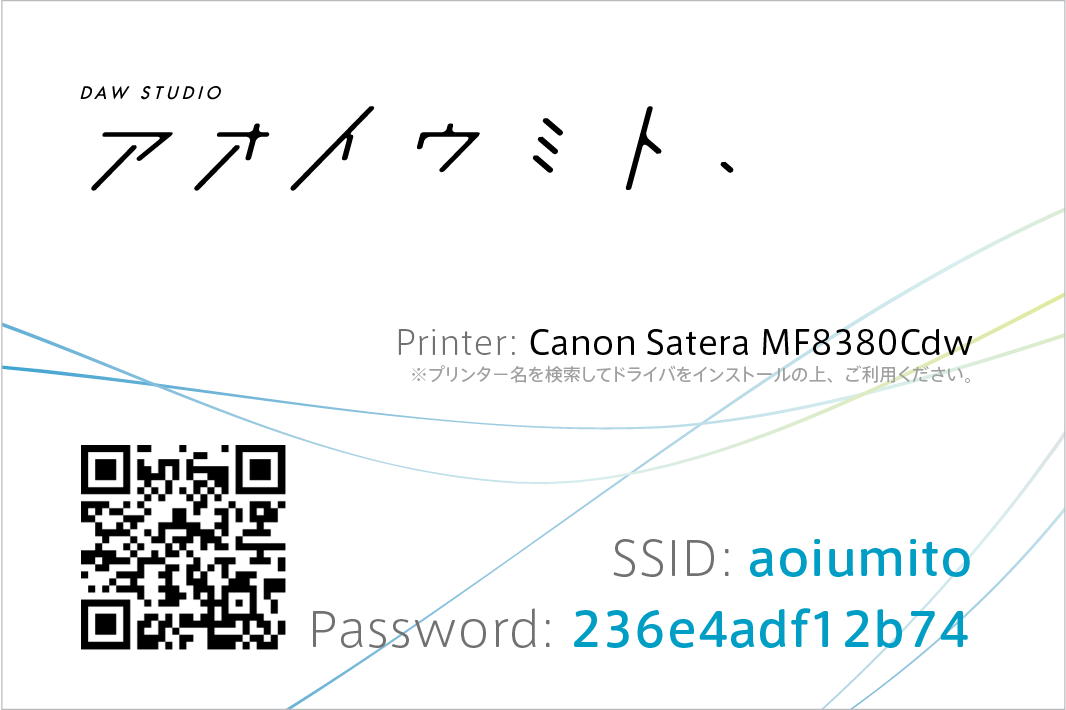 DAW STUDIO
アオイウミト、
Printer: Canon Satera MF8380Cdw
※プリンター名を検索してドライバをインストールの上、ご利用ください。
SSID: aoiumito
Password: 236e4adf12b74